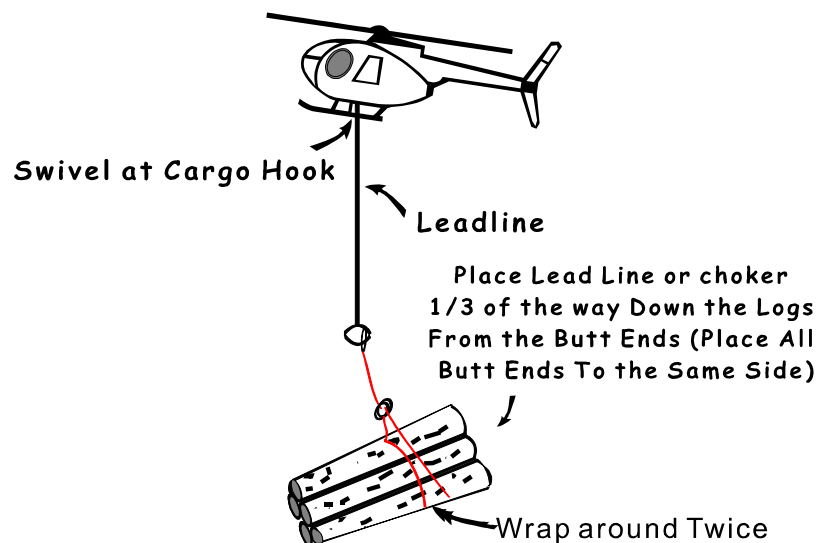 Swivel at Cargo Hook
Leadline
Place Lead Line or choker
1/3 of the way Down the Logs
From the Butt Ends (Place All
Butt Ends To the Same Side)
Wrap around Twice